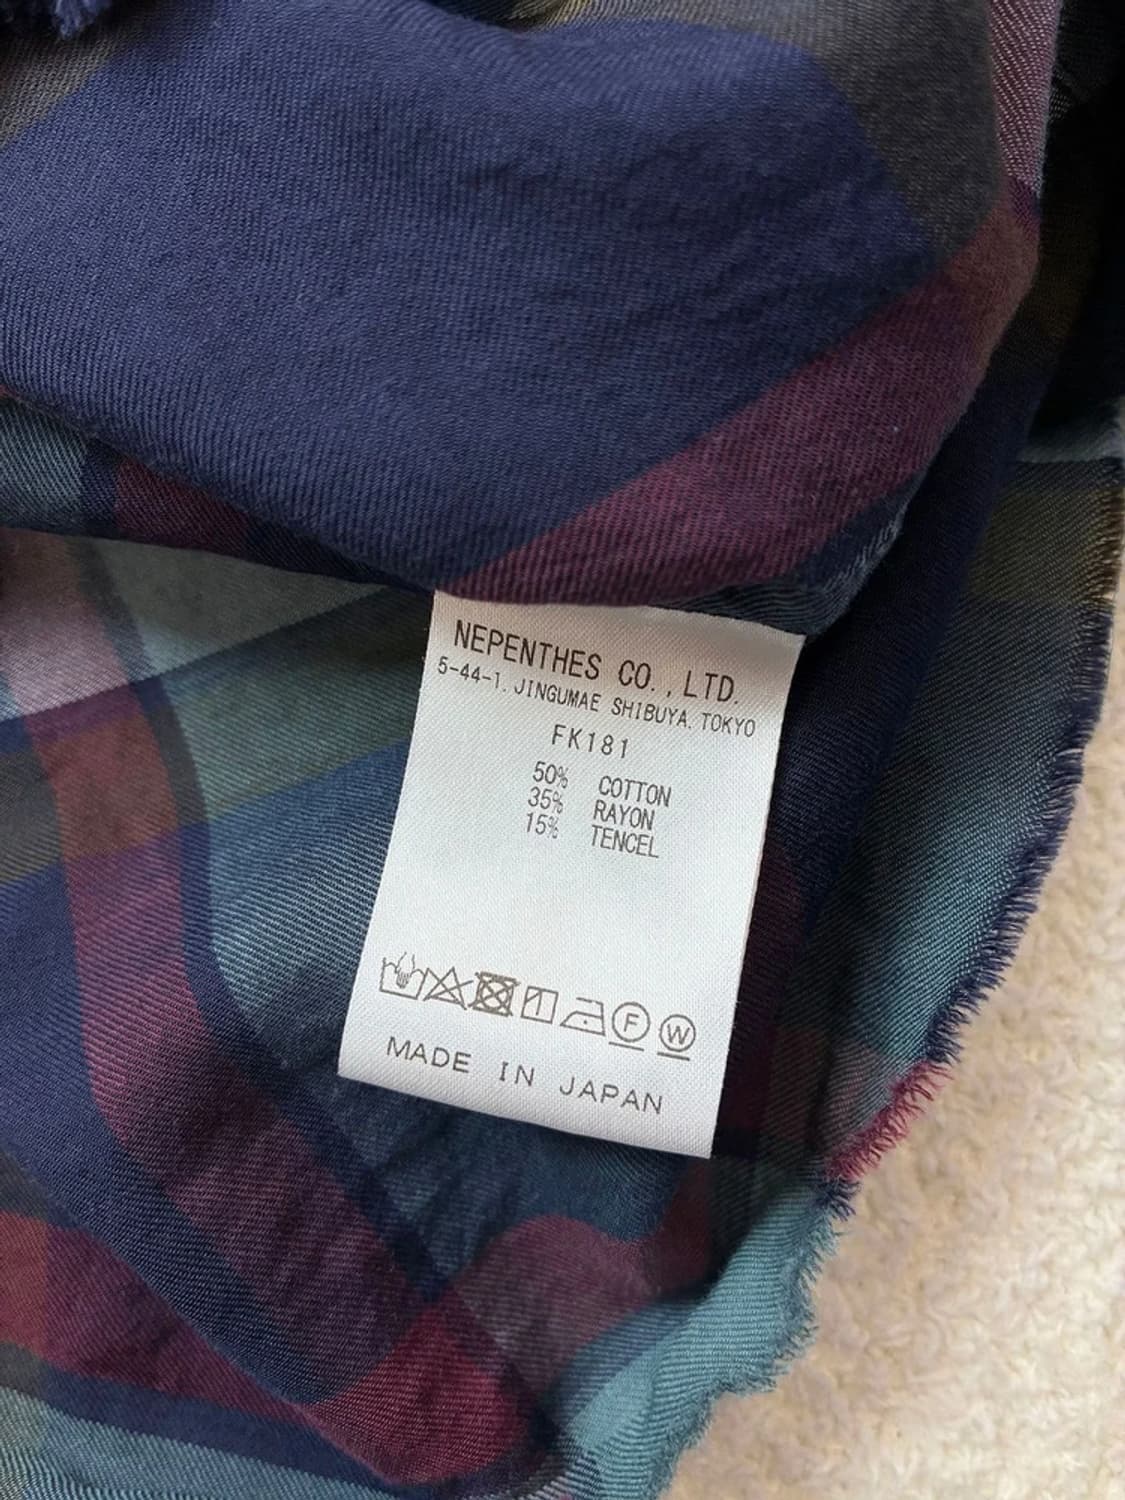 NEPENTHES CO., LTD.
5-44-1. JINGUMAE SHIBUYA. TOKYO
FK181
50% COTTON
35% RAYON
15% TENCEL
F W
MADE IN JAPAN